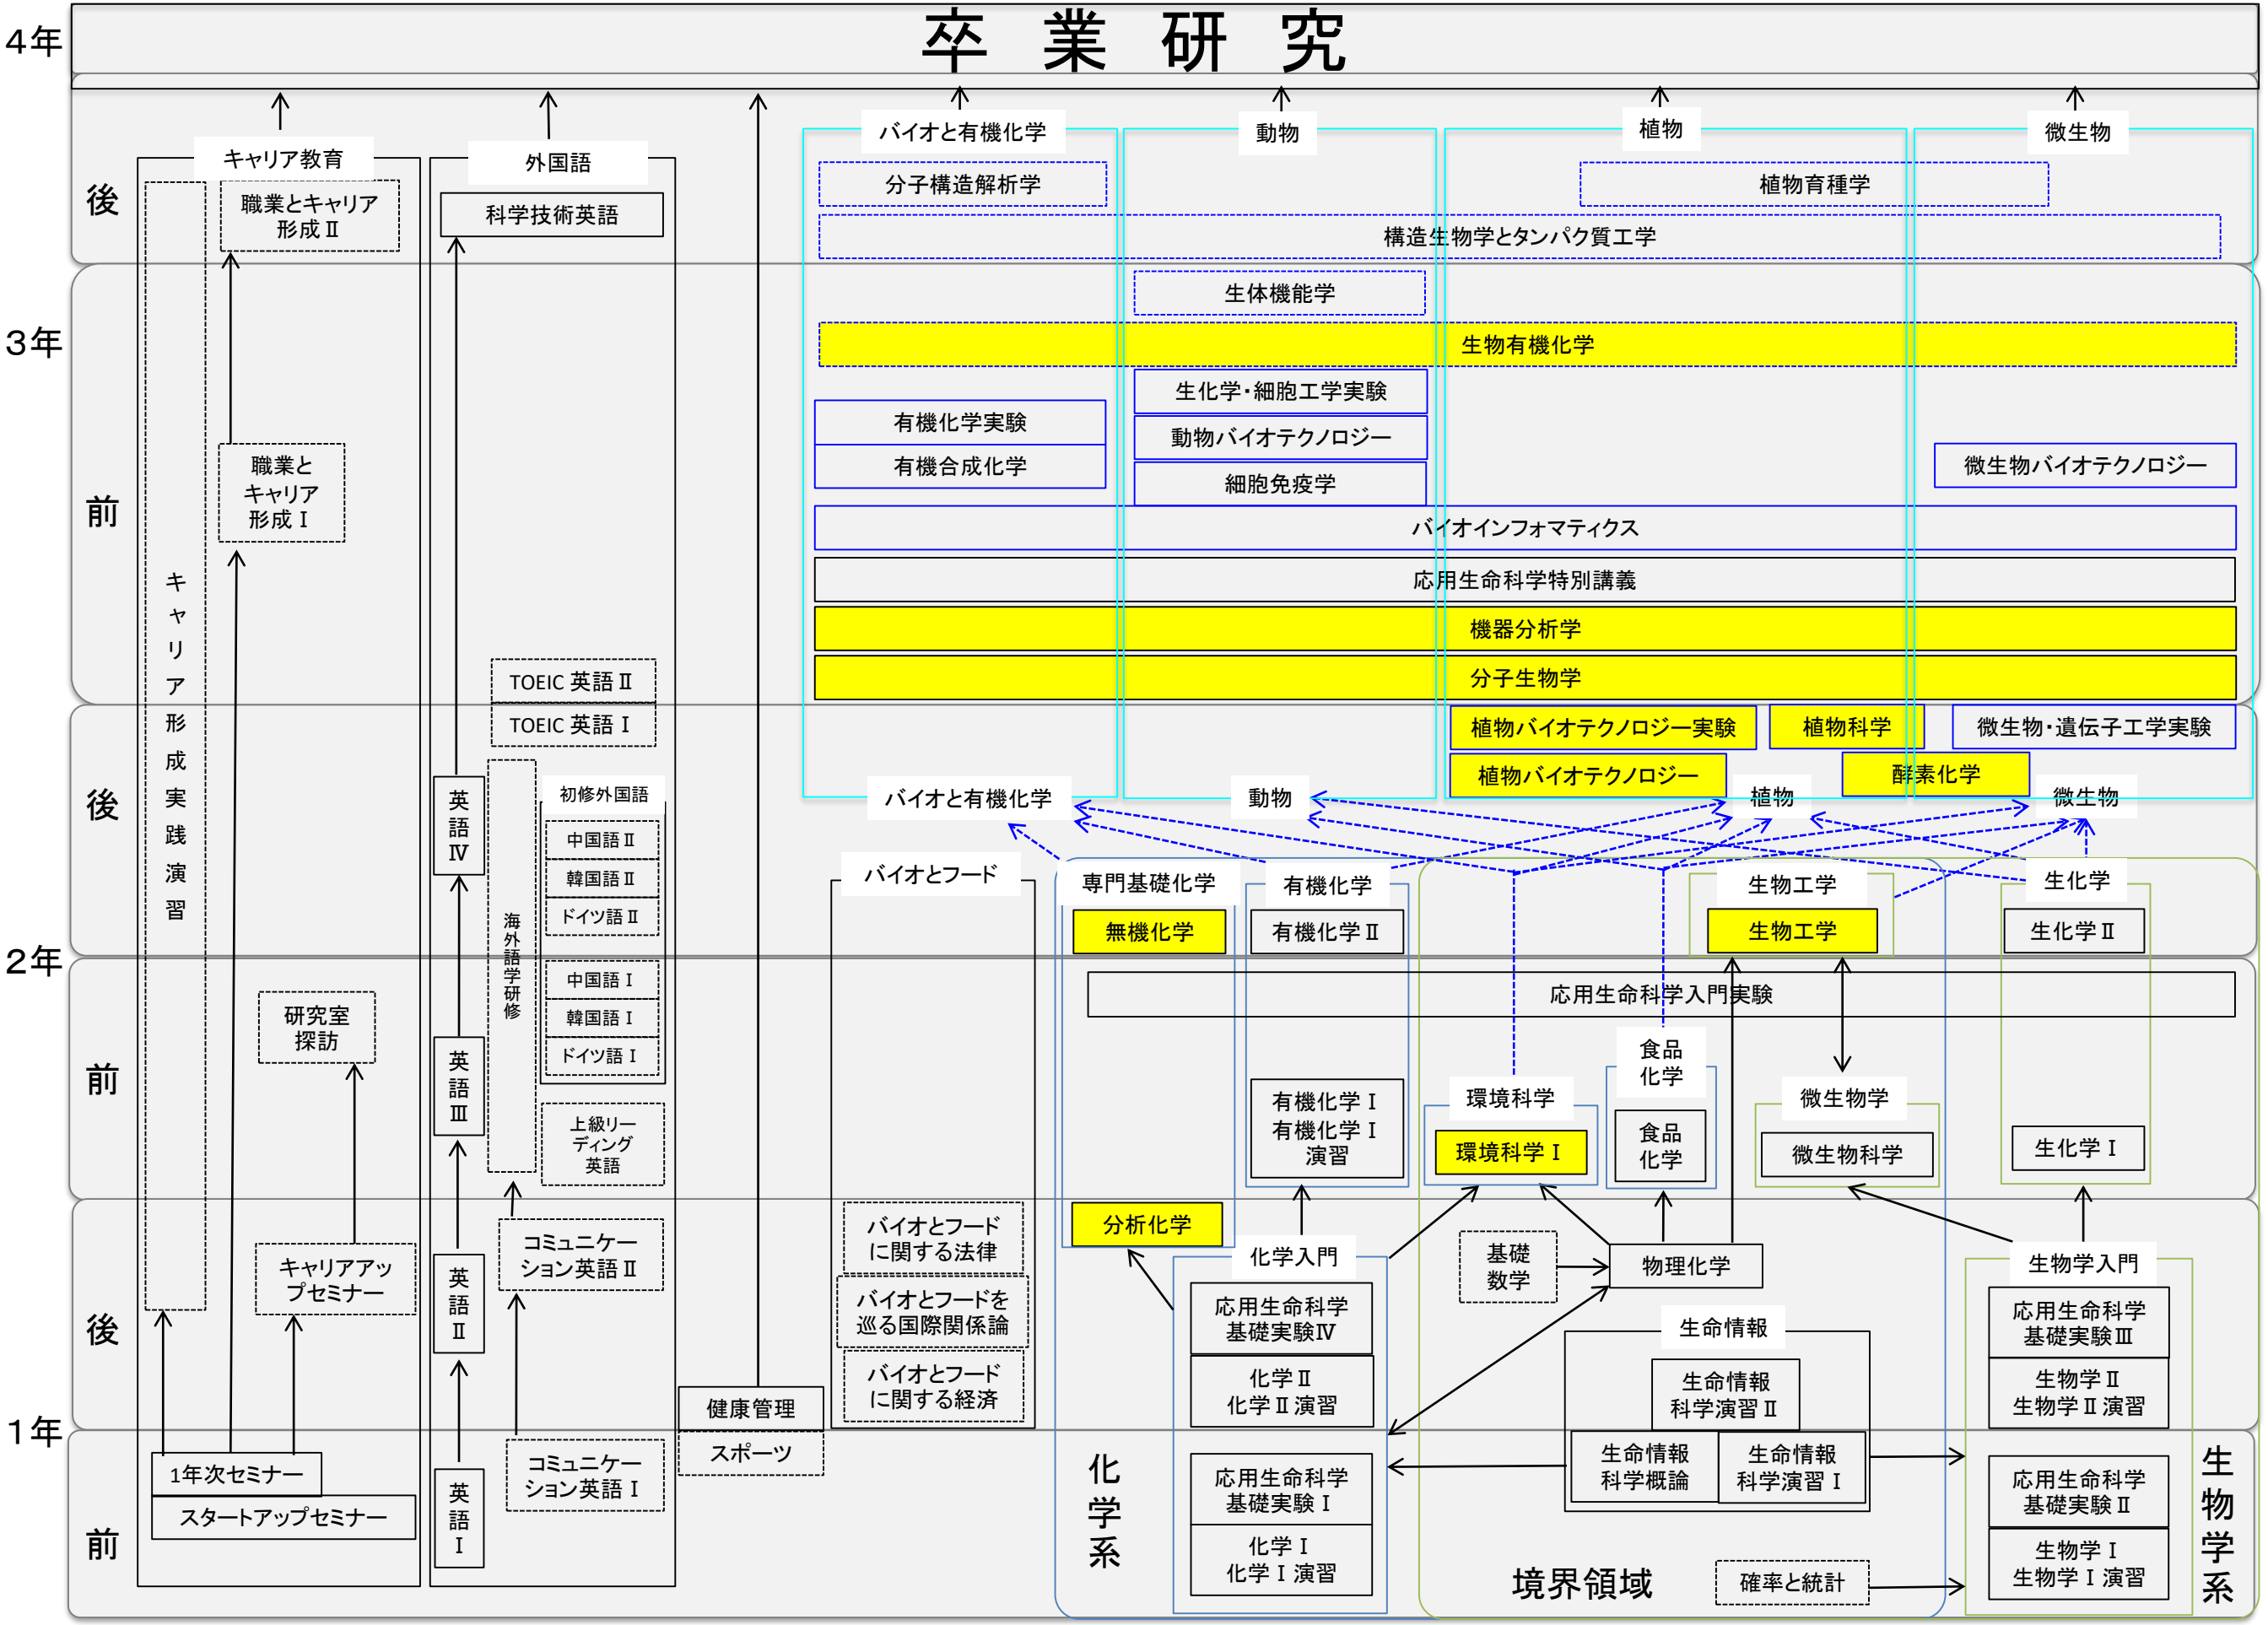 4年
卒 業 研 究
後
キャリア教育
職業とキャリア
形成Ⅱ
外国語
科学技術英語
バイオと有機化学
動物
植物
微生物
分子構造解析学
植物育種学
構造生物学とタンパク質工学
3年
前
生体機能学
生物有機化学
生化学・細胞工学実験
有機化学実験
動物バイオテクノロジー
有機合成化学
微生物バイオテクノロジー
細胞免疫学
職業と
キャリア
形成Ⅰ
バイオインフォマティクス
応用生命科学特別講義
機器分析学
分子生物学
キャリア形成実践演習
TOEIC 英語Ⅱ
TOEIC 英語Ⅰ
2年
後
植物バイオテクノロジー実験
植物科学
微生物・遺伝子工学実験
植物バイオテクノロジー
酵素化学
バイオと有機化学
動物
植物
微生物
英語Ⅳ
初修外国語
中国語Ⅱ
韓国語Ⅱ
ドイツ語Ⅱ
海外語学研修
バイオとフード
専門基礎化学
無機化学
有機化学
有機化学Ⅱ
生物工学
生物工学
生化学
生化学Ⅱ
前
中国語Ⅰ
韓国語Ⅰ
ドイツ語Ⅰ
応用生命科学入門実験
研究室
探訪
英語Ⅲ
上級リー
ディング
英語
有機化学Ⅰ
有機化学Ⅰ
演習
環境科学
環境科学Ⅰ
食品
化学
食品
化学
微生物学
微生物科学
生化学Ⅰ
1年
後
キャリアアッ
プセミナー
英語Ⅱ
コミュニケー
ション英語Ⅱ
バイオとフード
に関する法律
バイオとフードを
巡る国際関係論
バイオとフード
に関する経済
分析化学
化学入門
応用生命科学
基礎実験Ⅳ
化学Ⅱ
化学Ⅱ演習
基礎
数学
物理化学
生命情報
生命情報
科学演習Ⅱ
生物学入門
応用生命科学
基礎実験Ⅲ
生物学Ⅱ
生物学Ⅱ演習
健康管理
スポーツ
前
1年次セミナー
スタートアップセミナー
英語Ⅰ
コミュニケー
ション英語Ⅰ
化学系
応用生命科学
基礎実験Ⅰ
化学Ⅰ
化学Ⅰ演習
生命情報
科学概論
生命情報
科学演習Ⅰ
境界領域
確率と統計
応用生命科学
基礎実験Ⅱ
生物学Ⅰ
生物学Ⅰ演習
生物学系